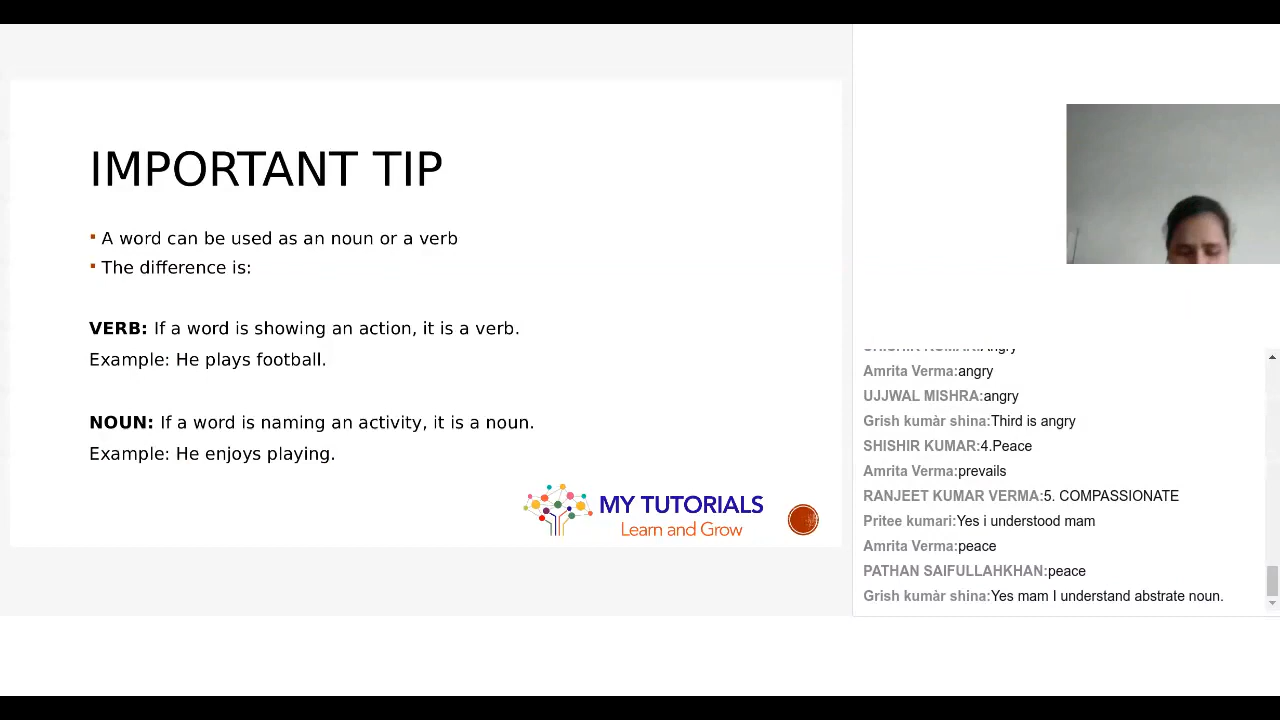 IMPORTANT TIP
▪ A word can be used as an noun or a verb
▪ The difference is:
VERB: If a word is showing an action, it is a verb.
Example: He plays football.
NOUN: If a word is naming an activity, it is a noun.
Example: He enjoys playing.
MY TUTORIALS
Learn and Grow
Amrita Verma:angry
UJJWAL MISHRA:angry
Grish kumàr shina:Third is angry
SHISHIR KUMAR:4.Peace
Amrita Verma:prevails
RANJEET KUMAR VERMA:5. COMPASSIONATE
Pritee kumari:Yes i understood mam
Amrita Verma:peace
PATHAN SAIFULLAHKHAN:peace
Grish kumàr shina:Yes mam I understand abstrate noun.